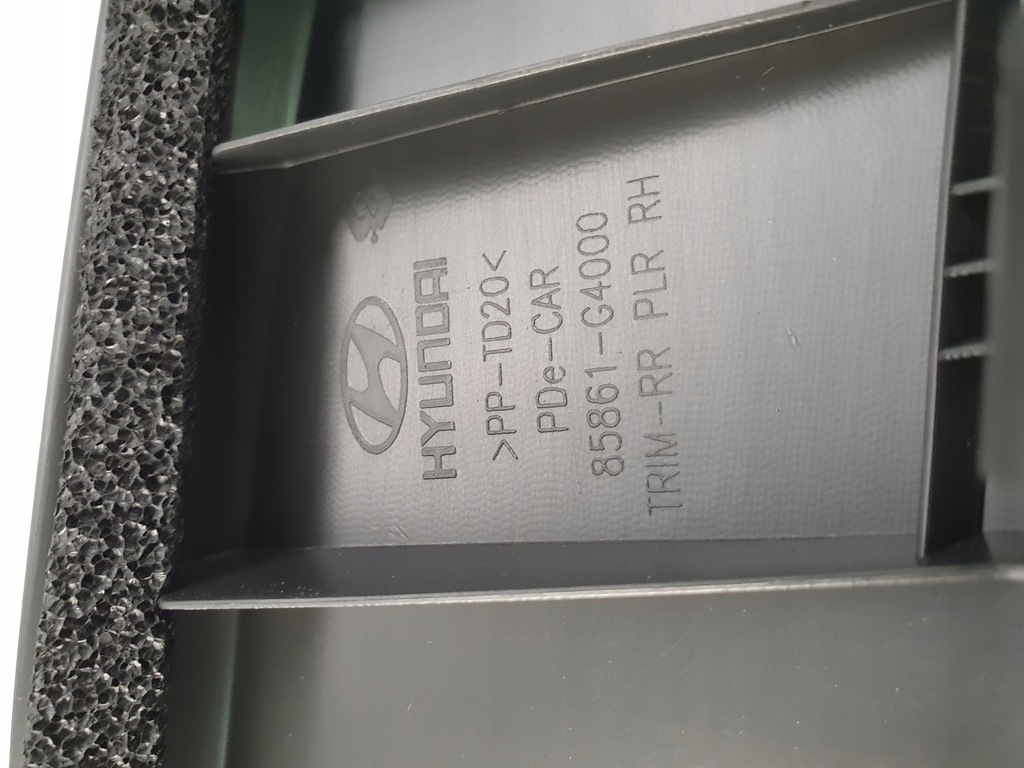 HYUNDAI
>PP-TD20<
PDe-CAR
85861-G4000
TRIM-RR PLR RH